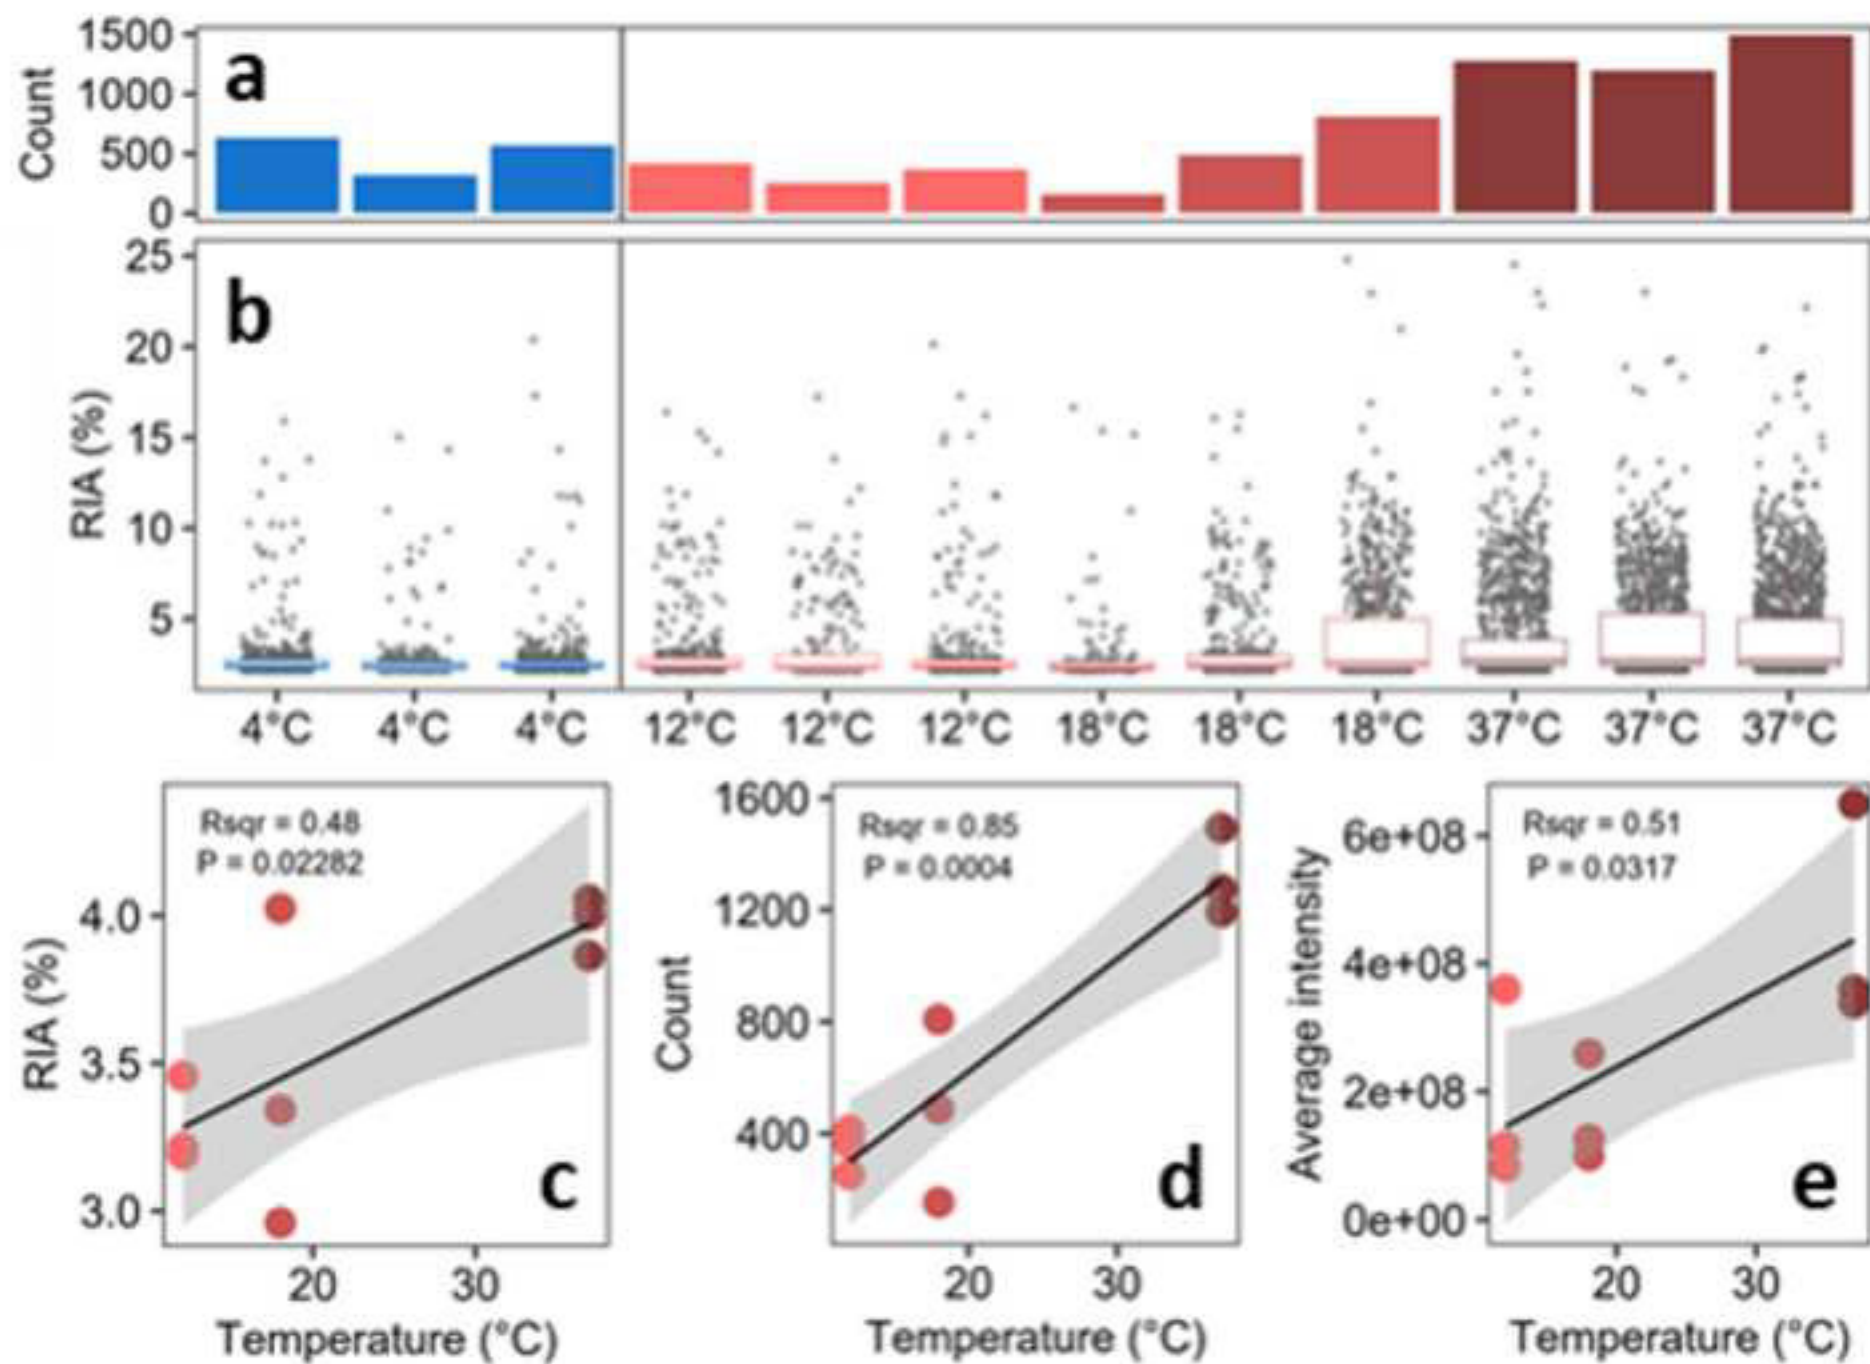 a
Count
1500
1000
500
0
b
RIA (%)
25
20
15
10
5
4°C 4°C 4°C 12°C 12°C 12°C 18°C 18°C 18°C 37°C 37°C 37°C
Rsqr = 0.48
P = 0.02282
RIA (%)
4.0
3.5
3.0
c
20 30
Temperature (°C)
Rsqr = 0.85
P = 0.0004
Count
1600
1200
800
400
d
20 30
Temperature (°C)
Rsqr = 0.51
P = 0.0317
Average intensity
6e+08
4e+08
2e+08
0e+00
e
20 30
Temperature (°C)